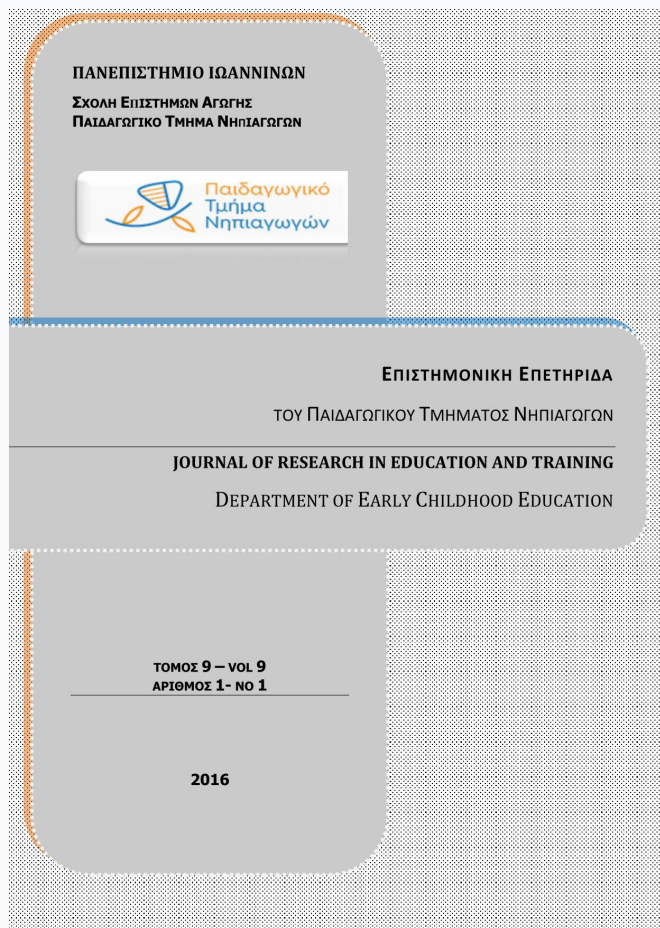 ΠΑΝΕΠΙΣΤΗΜΙΟ ΙΩΑΝΝΙΝΩΝ
ΣΧΟΛΗ ΕΠΙΣΤΗΜΩΝ ΑΓΩΓΗΣ
ΠΑΙΔΑΓΩΓΙΚΟ ΤΜΗΜΑ ΝΗΠΙΑΓΩΓΩΝ
Παιδαγωγικό
Τμήμα
Νηπιαγωγών
ΕΠΙΣΤΗΜΟΝΙΚΗ ΕΠΕΤΗΡΙΔΑ
ΤΟΥ ΠΑΙΔΑΓΩΓΙΚΟΥ ΤΜΗΜΑΤΟΣ ΝΗΠΙΑΓΩΓΩΝ
JOURNAL OF RESEARCH IN EDUCATION AND TRAINING
DEPARTMENT OF EARLY CHILDHOOD EDUCATION
ΤΟΜΟΣ 9 – VOL 9
ΑΡΙΘΜΟΣ 1- NO 1
2016